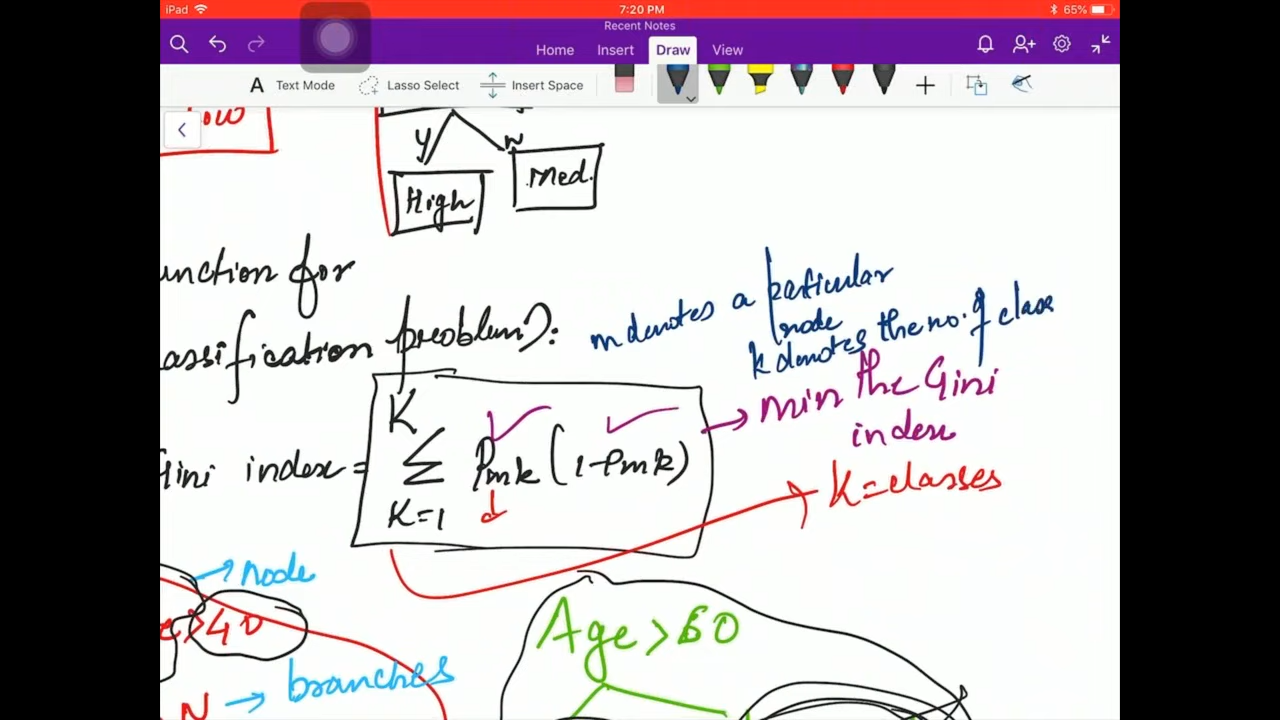 iPad 7:20 PM 65%
Recent Notes
Home Insert Draw View
A Text Mode Lasso Select Insert Space
ow
y N
High Med.
unction for
assification problem):
m denotes a particular
node
k denotes the no. of class
min the Gini
index
K
Gini index = Σ Pmk (1-Pmk)
K=1
K=classes
node
>40
Age > 60
N → branches